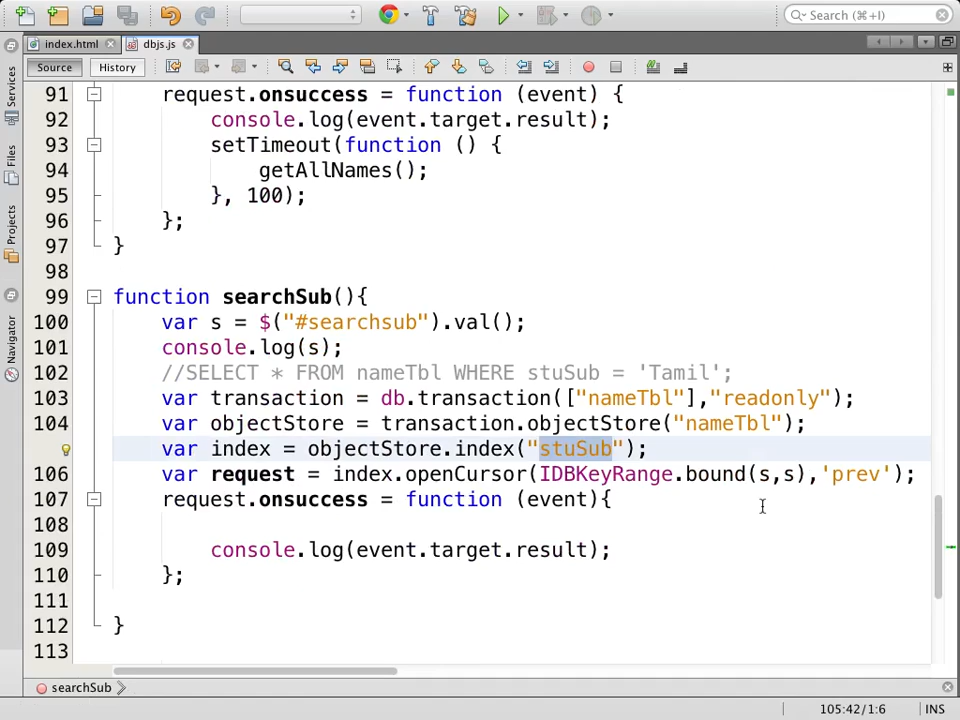 Search (⌘+I)
index.html
dbjs.js
Source
History
Services
Files
Projects
Navigator
91 request.onsuccess = function (event) {
92 console.log(event.target.result);
93 setTimeout(function () {
94 getAllNames();
95 }, 100);
96 };
97 }
98
99 function searchSub(){
100 var s = $("#searchsub").val();
101 console.log(s);
102 //SELECT * FROM nameTbl WHERE stuSub = 'Tamil';
103 var transaction = db.transaction(["nameTbl"],"readonly");
104 var objectStore = transaction.objectStore("nameTbl");
var index = objectStore.index("stuSub");
106 var request = index.openCursor(IDBKeyRange.bound(s,s),'prev');
107 request.onsuccess = function (event){
108
109 console.log(event.target.result);
110 };
111
112 }
113
searchSub
105:42/1:6 INS